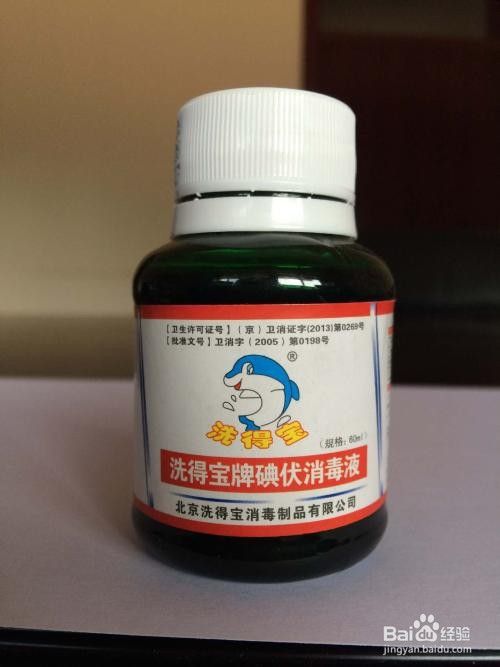 【卫生许可证号】（京）卫消证字(2013)第0269号
【批准文号】卫消字（2005）第0198号
®
洗得宝
（规格：60ml）
洗得宝牌碘伏消毒液
北京洗得宝消毒制品有限公司
Baidu经验
jingyan.baidu.com